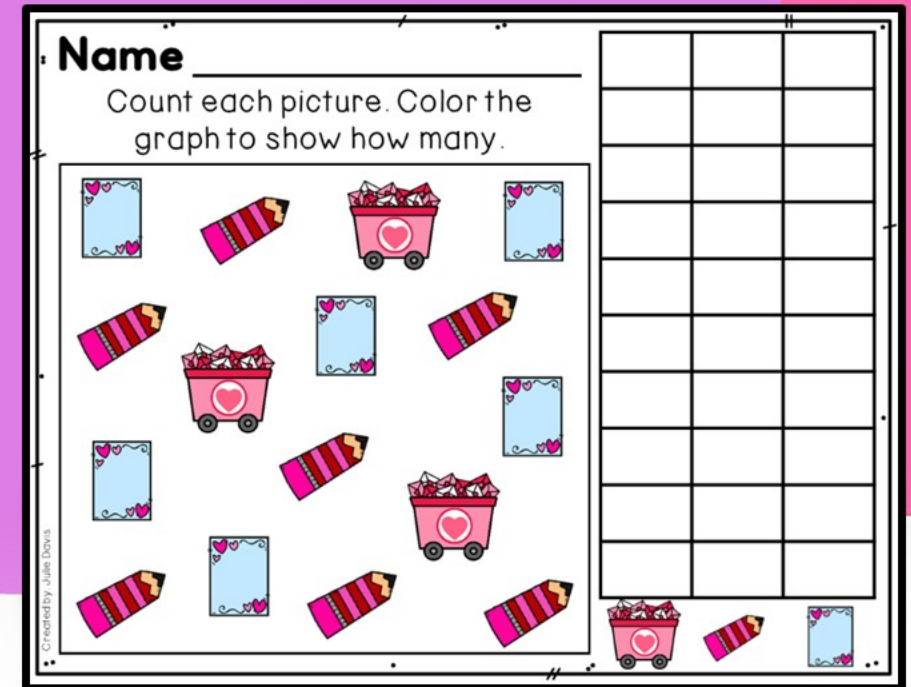 Name
Count each picture. Color the
graph to show how many.
Created by Julie Davis